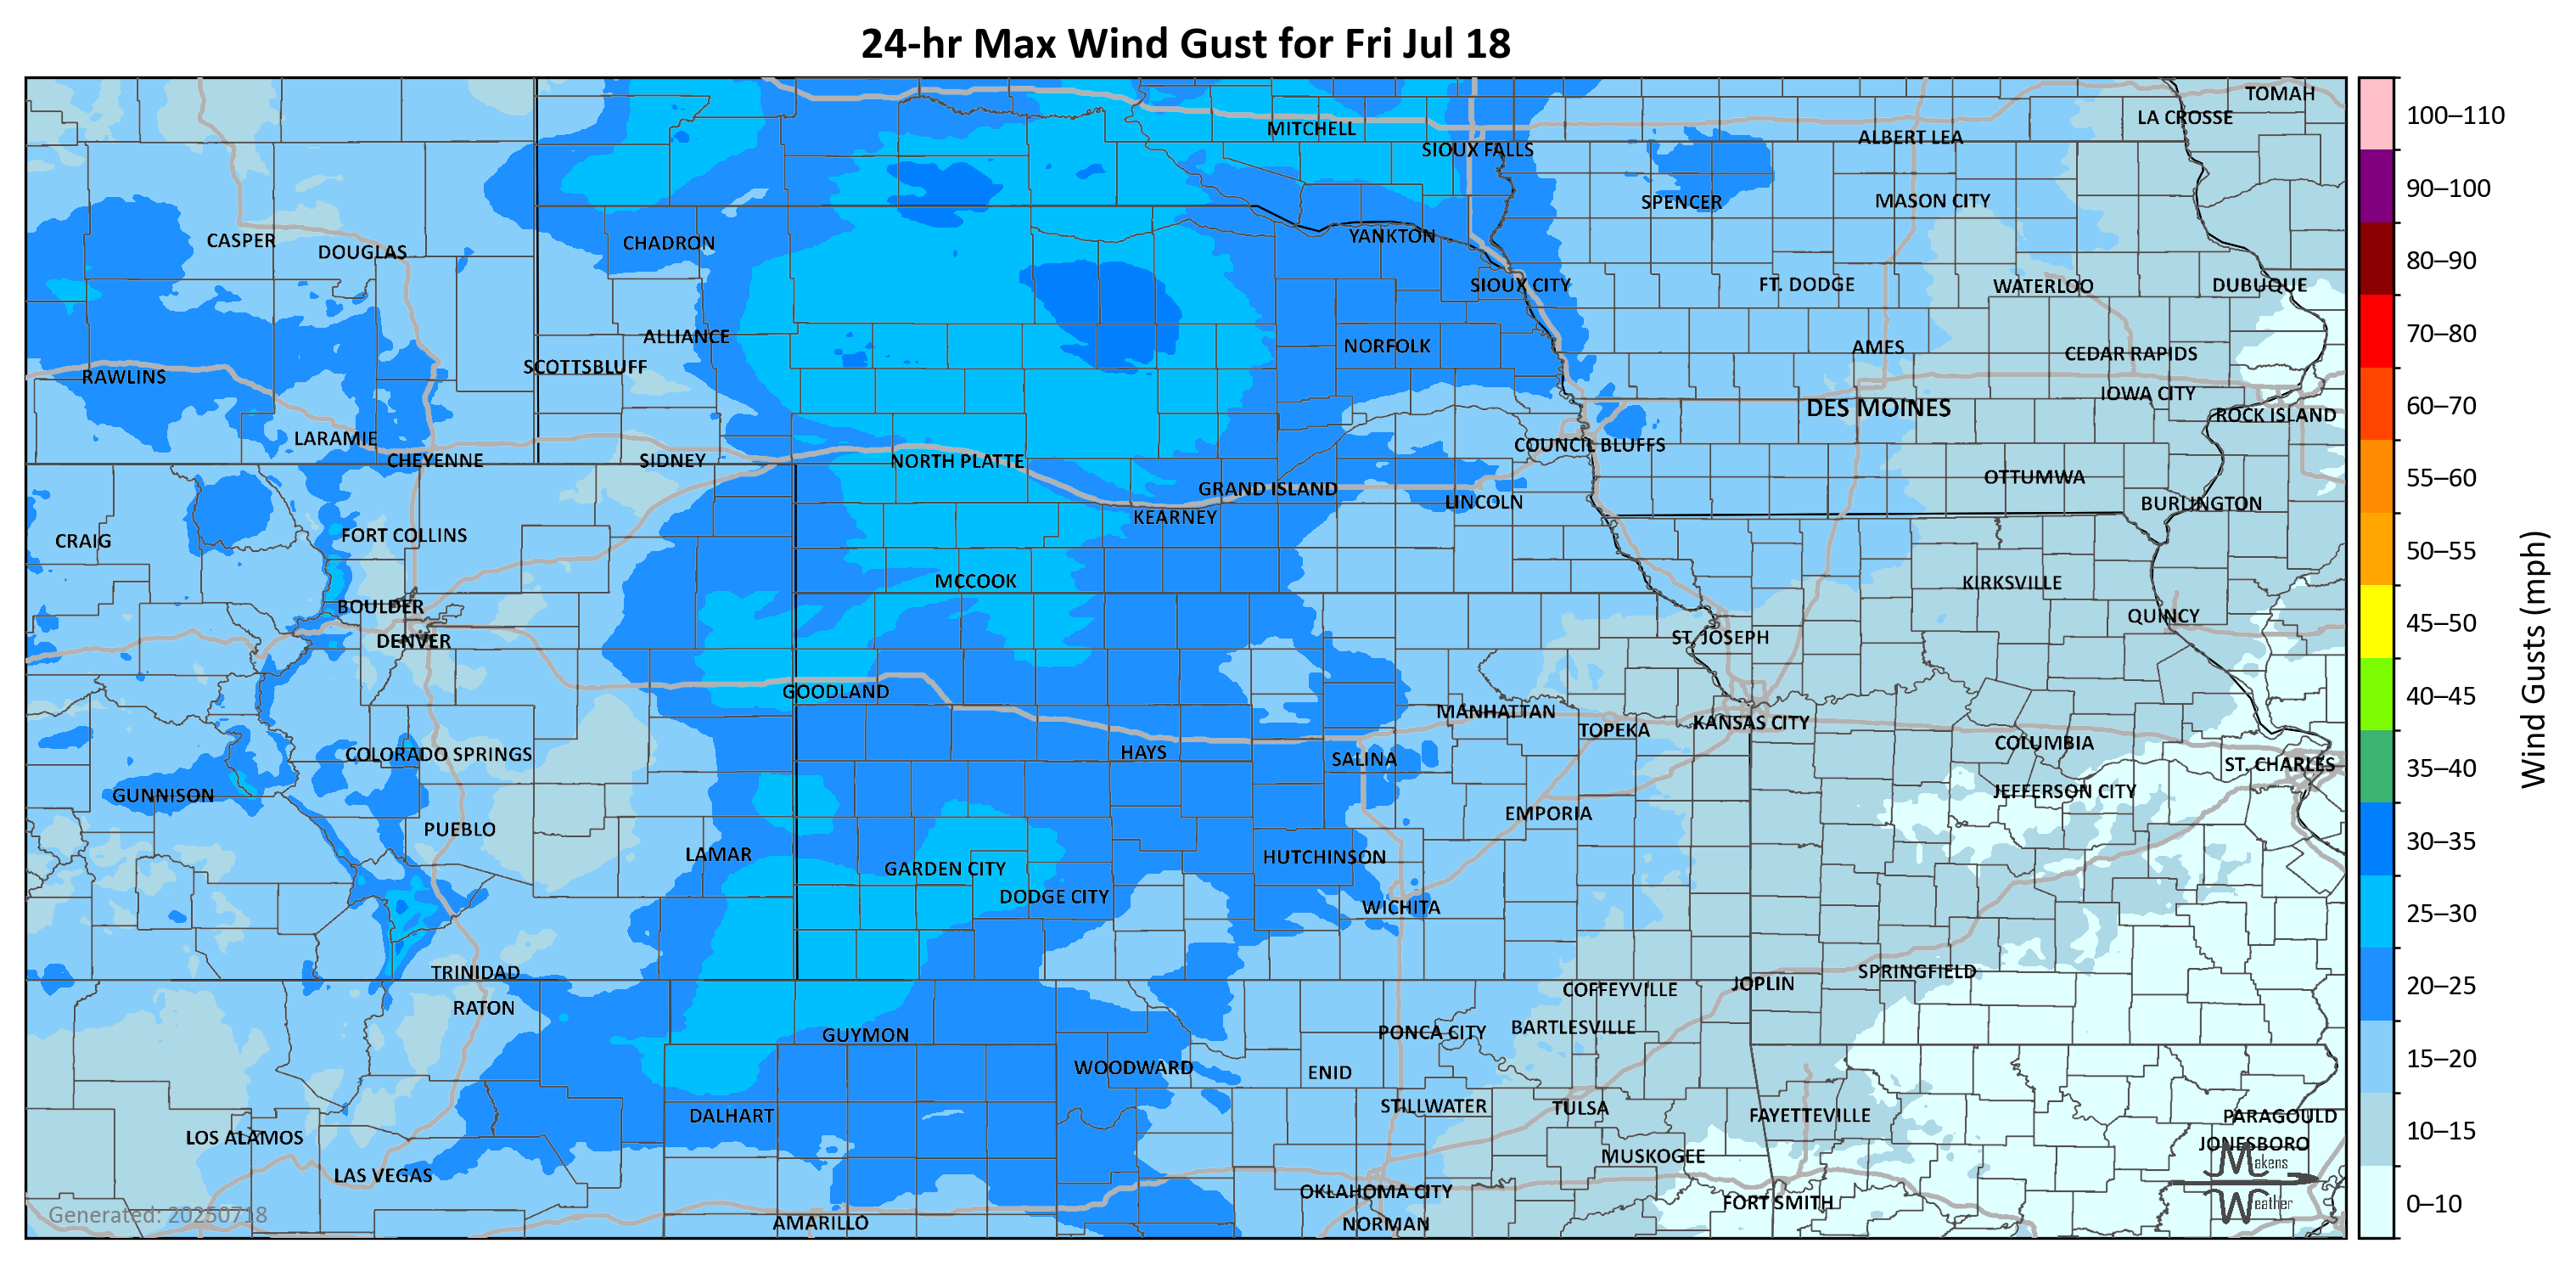 24-hr Max Wind Gust for Fri Jul 18
TOMAH
LA CROSSE
MITCHELL
ALBERT LEA
SIOUX FALLS
SPENCER
MASON CITY
CASPER
DOUGLAS
CHADRON
YANKTON
SIOUX CITY
FT. DODGE
WATERLOO
DUBUQUE
ALLIANCE
NORFOLK
AMES
CEDAR RAPIDS
SCOTTSBLUFF
RAWLINS
IOWA CITY
DES MOINES
ROCK ISLAND
LARAMIE
COUNCIL BLUFFS
CHEYENNE
SIDNEY
NORTH PLATTE
OTTUMWA
GRAND ISLAND
LINCOLN
BURLINGTON
KEARNEY
CRAIG
FORT COLLINS
MCCOOK
KIRKSVILLE
BOULDER
QUINCY
DENVER
ST. JOSEPH
GOODLAND
MANHATTAN
TOPEKA
KANSAS CITY
COLORADO SPRINGS
HAYS
SALINA
COLUMBIA
ST. CHARLES
GUNNISON
JEFFERSON CITY
EMPORIA
PUEBLO
LAMAR
HUTCHINSON
GARDEN CITY
DODGE CITY
WICHITA
TRINIDAD
SPRINGFIELD
JOPLIN
COFFEYVILLE
RATON
GUYMON
PONCA CITY
BARTLESVILLE
WOODWARD
ENID
DALHART
STILLWATER
TULSA
FAYETTEVILLE
PARAGOULD
LOS ALAMOS
JONESBORO
MUSKOGEE
LAS VEGAS
OKLAHOMA CITY
FORT SMITH
AMARILLO
NORMAN
Generated: 20250718
Makens
Weather
100–110
90–100
80–90
70–80
60–70
55–60
50–55
45–50
40–45
35–40
30–35
25–30
20–25
15–20
10–15
0–10
Wind Gusts (mph)